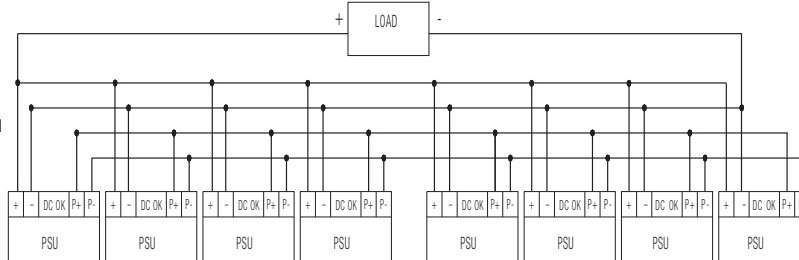 + LOAD -
+ - DC OK P+ P- + - DC OK P+ P- + - DC OK P+ P- + - DC OK P+ P- + - DC OK P+ P- + - DC OK P+ P- + - DC OK P+ P- + - DC OK P+
PSU PSU PSU PSU PSU PSU PSU PSU